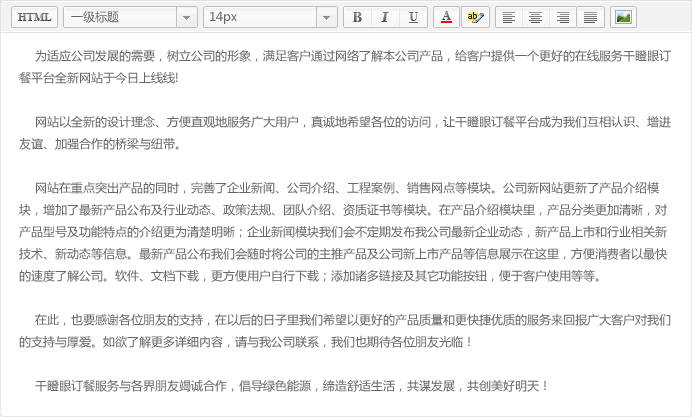 HTML 一级标题 14px B I U A ab
为适应公司发展的需要，树立公司的形象，满足客户通过网络了解本公司产品，给客户提供一个更好的在线服务干瞪眼订
餐平台全新网站于今日上线线!
网站以全新的设计理念、方便直观地服务广大用户，真诚地希望各位的访问，让干瞪眼订餐平台成为我们互相认识、增进
友谊、加强合作的桥梁与纽带。
网站在重点突出产品的同时，完善了企业新闻、公司介绍、工程案例、销售网点等模块。公司新网站更新了产品介绍模
块，增加了最新产品公布及行业动态、政策法规、团队介绍、资质证书等模块。在产品介绍模块里，产品分类更加清晰，对
产品型号及功能特点的介绍更为清楚明晰；企业新闻模块我们会不定期发布我公司最新企业动态，新产品上市和行业相关新
技术、新动态等信息。最新产品公布我们会随时将公司的主推产品及公司新上市产品等信息展示在这里，方便消费者以最快
的速度了解公司。软件、文档下载，更方便用户自行下载；添加诸多链接及其它功能按钮，便于客户使用等等。
在此，也要感谢各位朋友的支持，在以后的日子里我们希望以更好的产品质量和更快捷优质的服务来回报广大客户对我们
的支持与厚爱。如欲了解更多详细内容，请与我公司联系，我们也期待各位朋友光临！
干瞪眼订餐服务与各界朋友竭诚合作，倡导绿色能源，缔造舒适生活，共谋发展，共创美好明天！